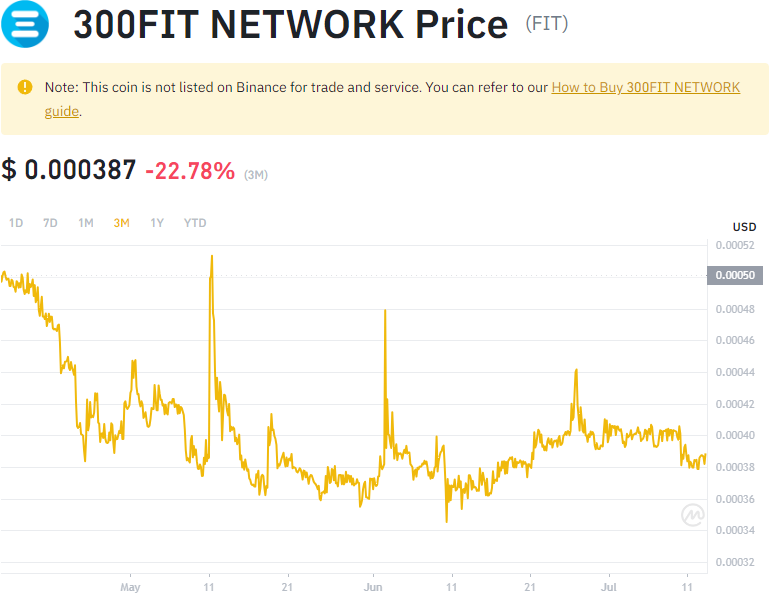 300FIT NETWORK Price (FIT)
Note: This coin is not listed on Binance for trade and service. You can refer to our How to Buy 300FIT NETWORK
guide.
$ 0.000387 -22.78% (3M)
1D 7D 1M 3M 1Y YTD
USD
0.00052
0.00050
0.00048
0.00046
0.00044
0.00042
0.00040
0.00038
0.00036
0.00034
0.00032
May 11 21 Jun 11 21 Jul 11